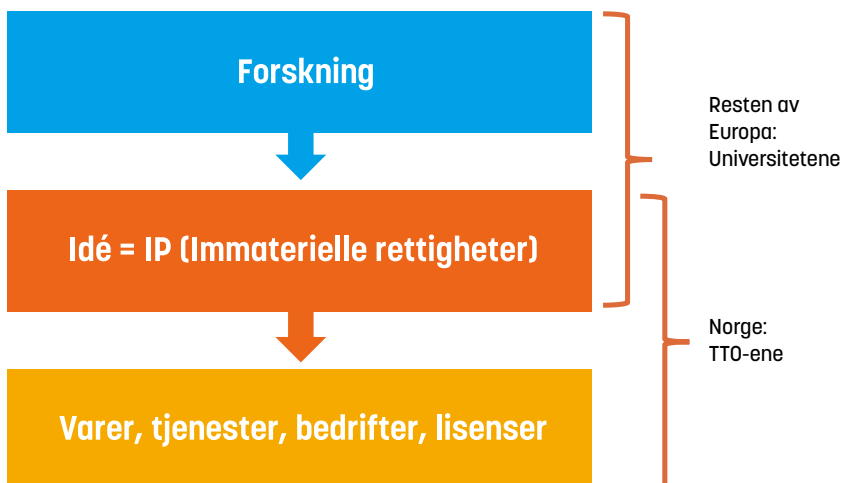 Forskning
Resten av
Europa:
Universitetene
Idé = IP (Immaterielle rettigheter)
Norge:
TTO-ene
Varer, tjenester, bedrifter, lisenser